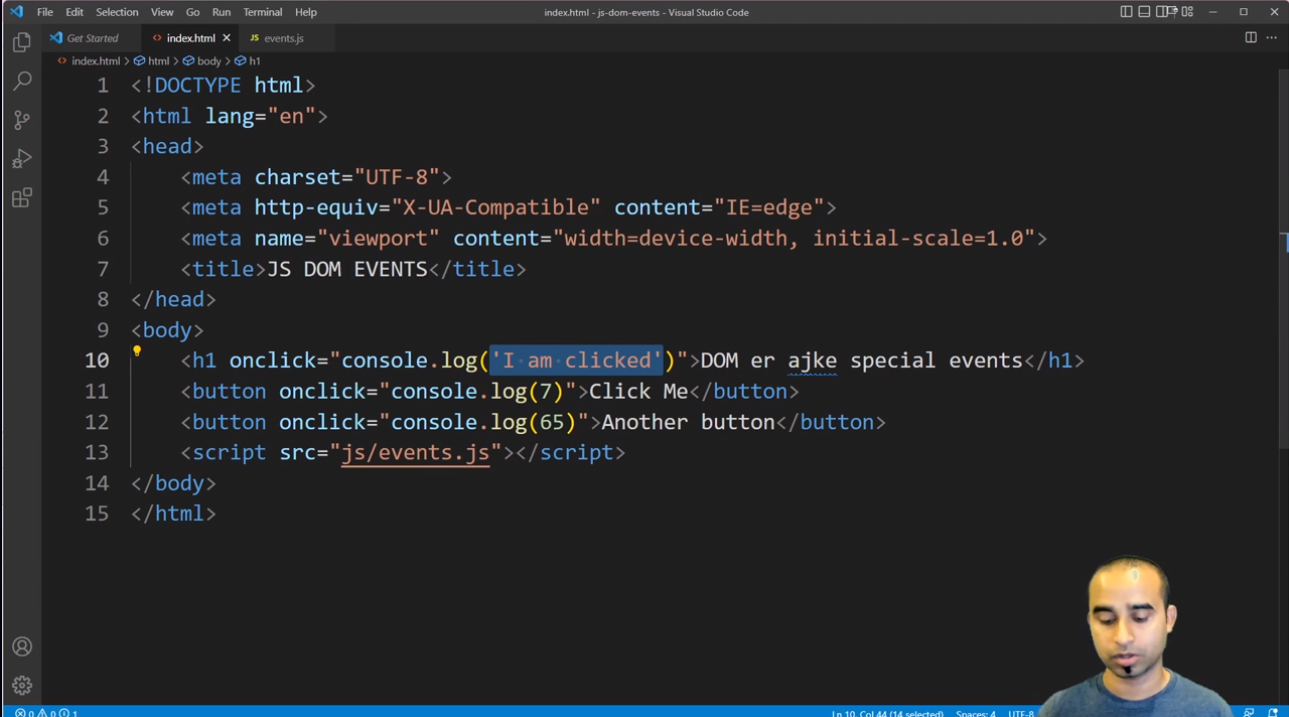 File Edit Selection View Go Run Terminal Help index.html - js-dom-events - Visual Studio Code
Get Started <> index.html JS events.js
<> index.html > html > body > h1
1 <!DOCTYPE html>
2 <html lang="en">
3 <head>
4 <meta charset="UTF-8">
5 <meta http-equiv="X-UA-Compatible" content="IE=edge">
6 <meta name="viewport" content="width=device-width, initial-scale=1.0">
7 <title>JS DOM EVENTS</title>
8 </head>
9 <body>
10 <h1 onclick="console.log('I am clicked')">DOM er ajke special events</h1>
11 <button onclick="console.log(7)">Click Me</button>
12 <button onclick="console.log(65)">Another button</button>
13 <script src="js/events.js"></script>
14 </body>
15 </html>
0 0 1 Ln 10, Col 44 (14 selected) Spaces: 4 UTF-8